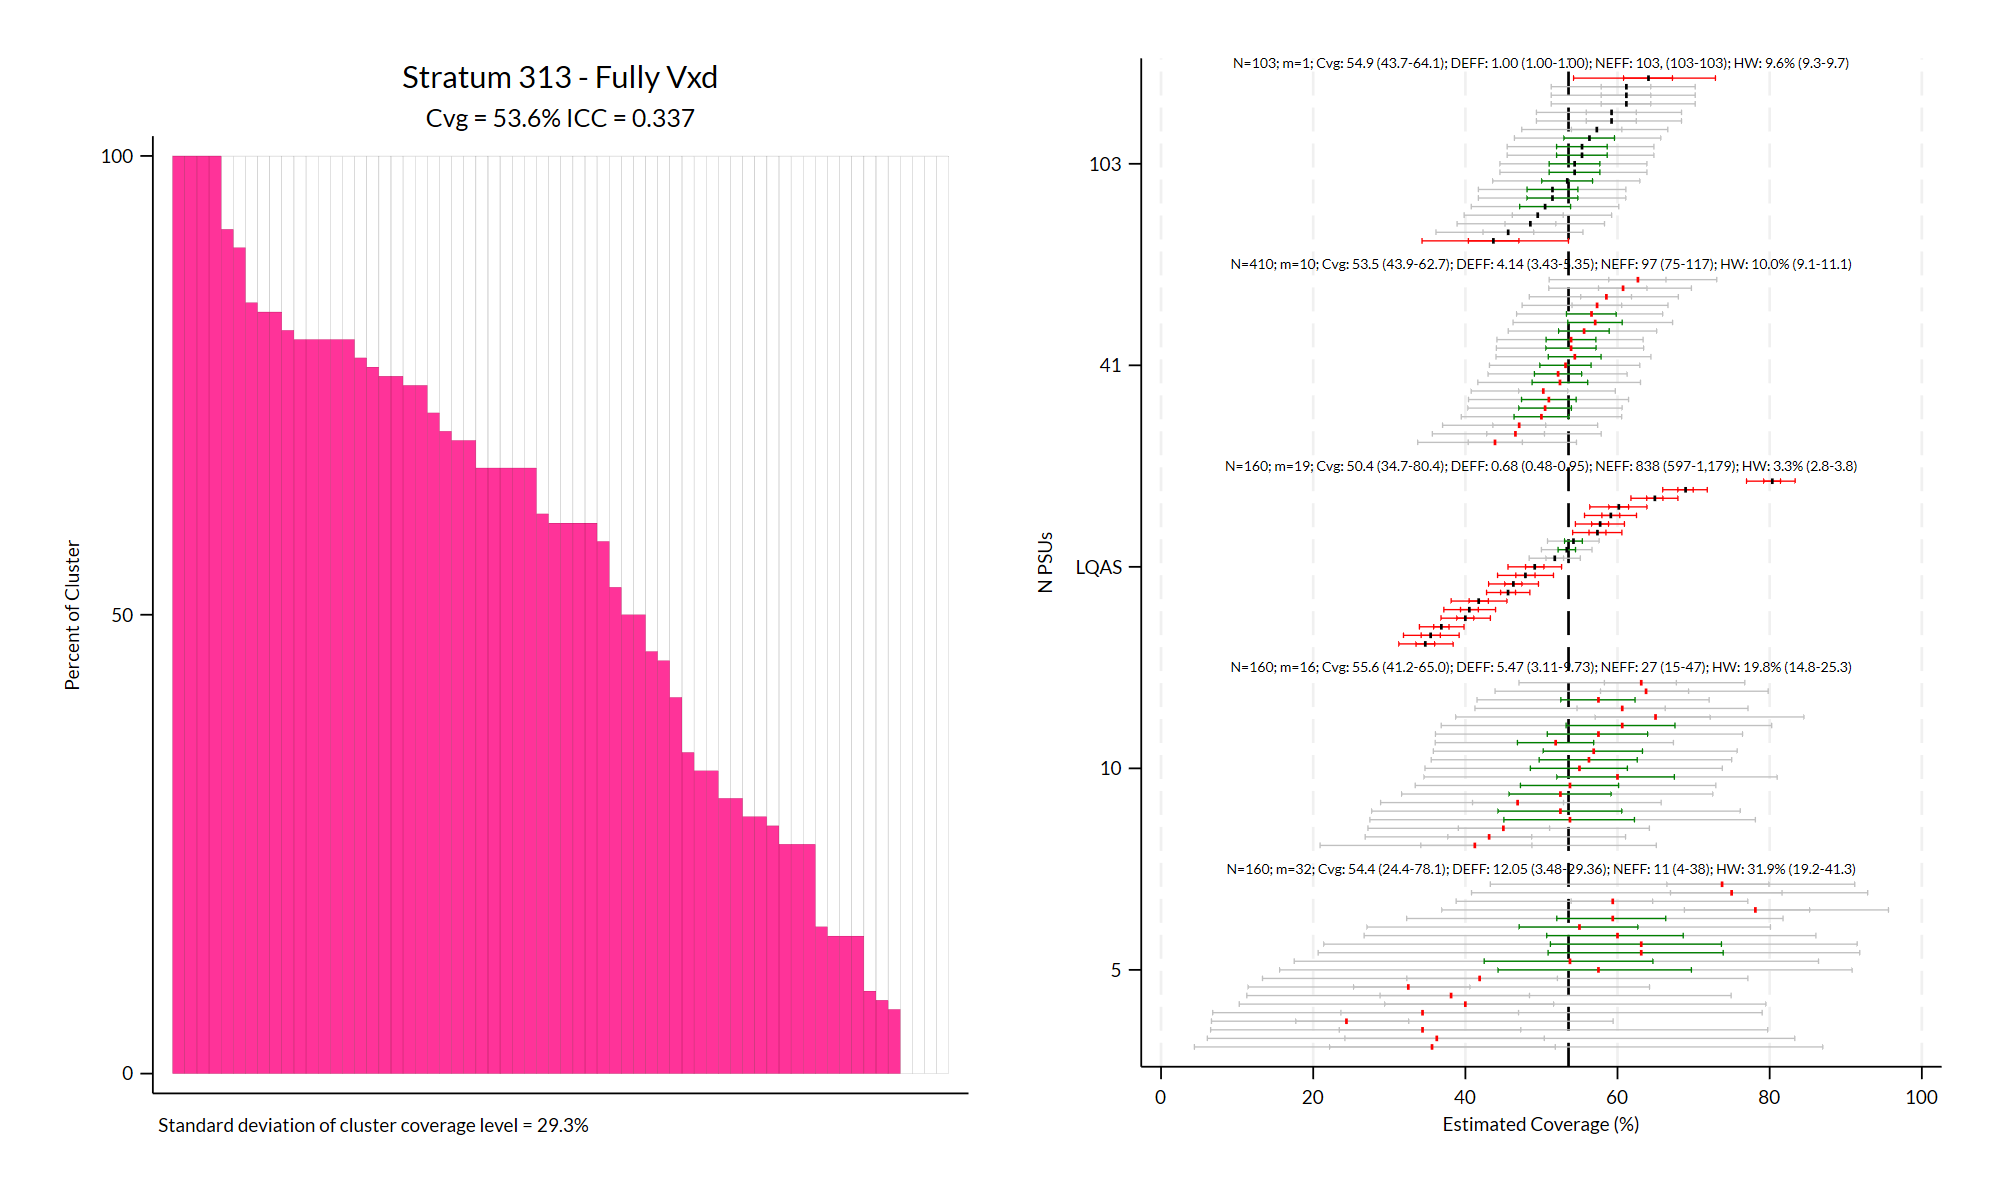 Stratum 313 - Fully Vxd
Cvg = 53.6% ICC = 0.337
Percent of Cluster
100
50
0
Standard deviation of cluster coverage level = 29.3%
N PSUs
N=103; m=1; Cvg: 54.9 (43.7-64.1); DEFF: 1.00 (1.00-1.00); NEFF: 103, (103-103); HW: 9.6% (9.3-9.7)
103
N=410; m=10; Cvg: 53.5 (43.9-62.7); DEFF: 4.14 (3.43-5.35); NEFF: 97 (75-117); HW: 10.0% (9.1-11.1)
41
N=160; m=19; Cvg: 50.4 (34.7-80.4); DEFF: 0.68 (0.48-0.95); NEFF: 838 (597-1,179); HW: 3.3% (2.8-3.8)
LQAS
N=160; m=16; Cvg: 55.6 (41.2-65.0); DEFF: 5.47 (3.11-9.73); NEFF: 27 (15-47); HW: 19.8% (14.8-25.3)
10
N=160; m=32; Cvg: 54.4 (24.4-78.1); DEFF: 12.05 (3.48-29.36); NEFF: 11 (4-38); HW: 31.9% (19.2-41.3)
5
0 20 40 60 80 100
Estimated Coverage (%)